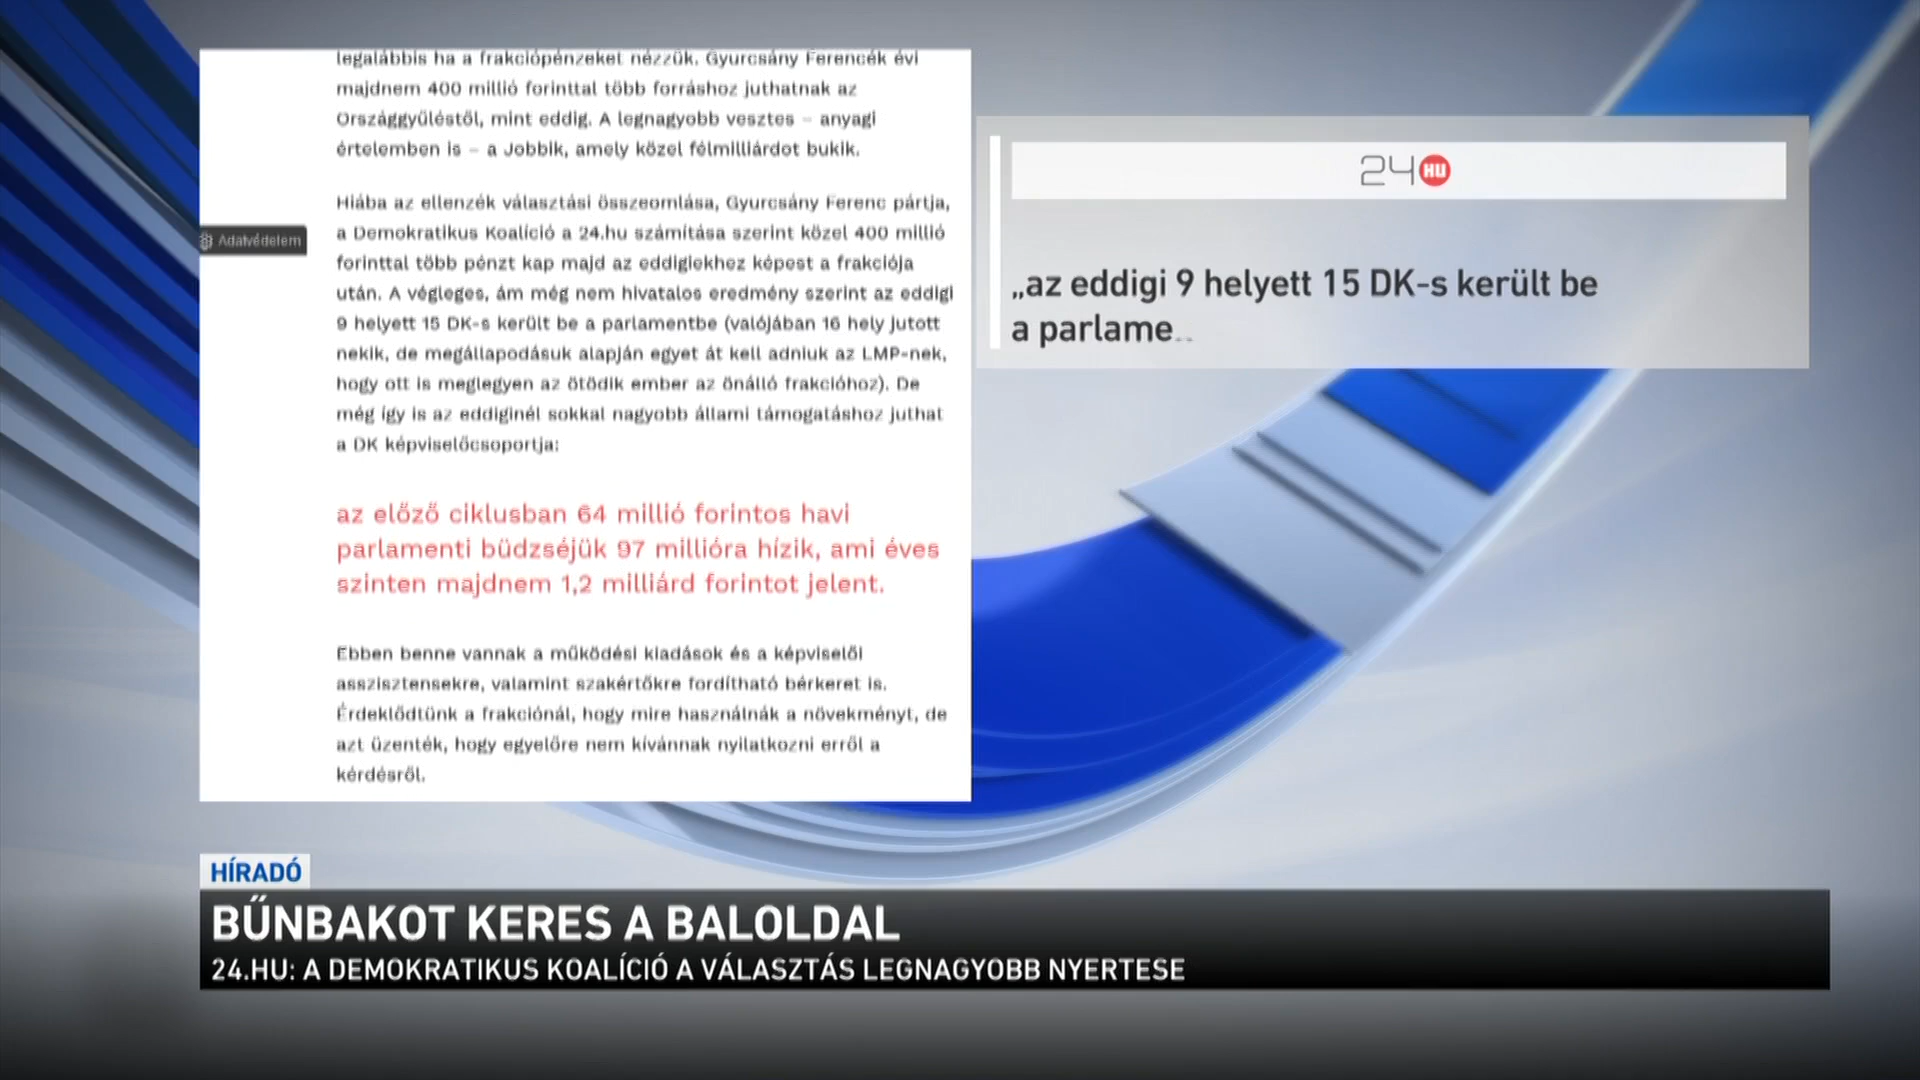 legalábbis ha a frakciópénzeket nézzük. Gyurcsány Ferencék évi
majdnem 400 millió forinttal több forráshoz juthatnak az
Országgyűléstől, mint eddig. A legnagyobb vesztes – anyagi
értelemben is – a Jobbik, amely közel félmilliárdot bukik.
Hiába az ellenzék választási összeomlása, Gyurcsány Ferenc pártja,
a Demokratikus Koalíció a 24.hu számítása szerint közel 400 millió
forinttal több pénzt kap majd az eddigiekhez képest a frakciója
után. A végleges, ám még nem hivatalos eredmény szerint az eddigi
9 helyett 15 DK-s került be a parlamentbe (valójában 16 hely jutott
nekik, de megállapodásuk alapján egyet át kell adniuk az LMP-nek,
hogy ott is meglegyen az ötödik ember az önálló frakcióhoz). De
még így is az eddiginél sokkal nagyobb állami támogatáshoz juthat
a DK képviselőcsoportja:
az előző ciklusban 64 millió forintos havi
parlamenti büdzséjük 97 millióra hízik, ami éves
szinten majdnem 1,2 milliárd forintot jelent.
Ebben benne vannak a működési kiadások és a képviselői
asszisztensekre, valamint szakértőkre fordítható bérkeret is.
Érdeklődtünk a frakciónál, hogy mire használnák a növekményt, de
azt üzenték, hogy egyelőre nem kívánnak nyilatkozni erről a
kérdésről.
Adatvédelem
24 HU
„az eddigi 9 helyett 15 DK-s került be
a parlame
HÍRADÓ
BŰNBAKOT KERES A BALOLDAL
24.HU: A DEMOKRATIKUS KOALÍCIÓ A VÁLASZTÁS LEGNAGYOBB NYERTESE